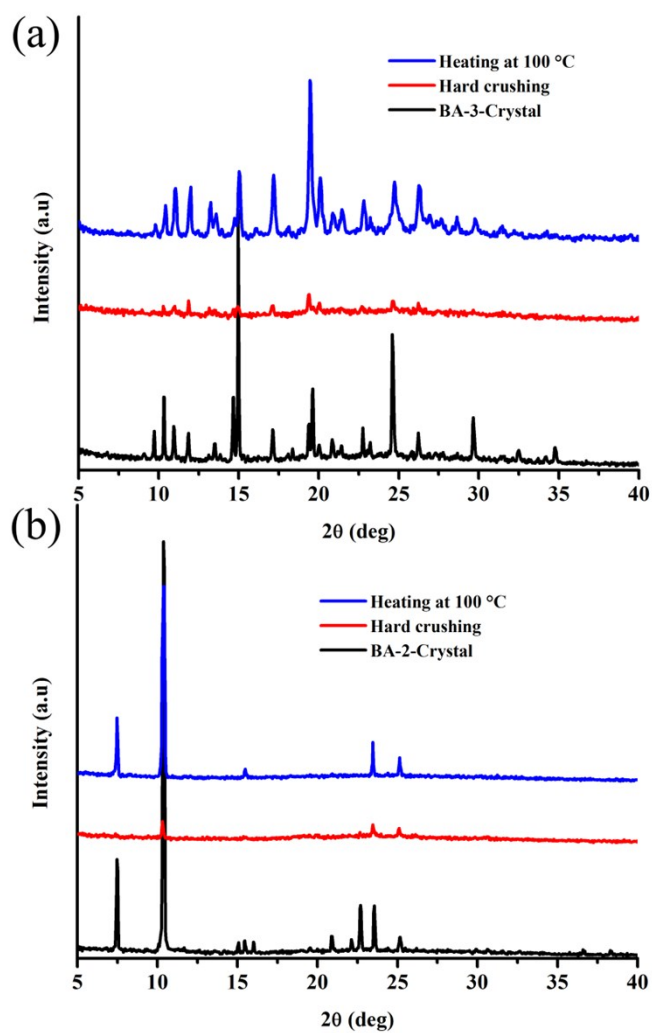 (a)
Heating at 100 °C
Hard crushing
BA-3-Crystal
Intensity (a.u)
5 10 15 20 25 30 35 40
2θ (deg)
(b)
Heating at 100 °C
Hard crushing
BA-2-Crystal
Intensity (a.u)
5 10 15 20 25 30 35 40
2θ (deg)